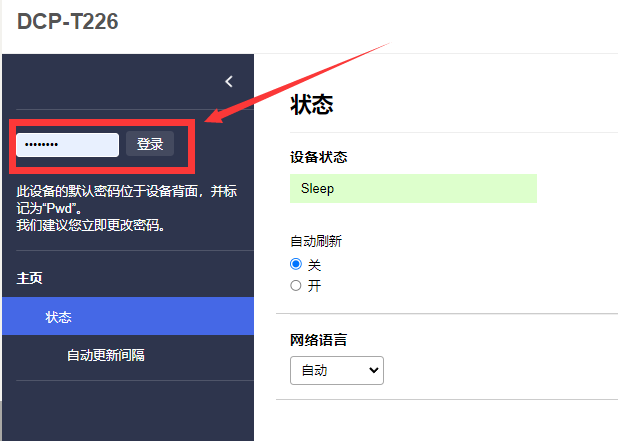 DCP-T226
••••••••
登录
此设备的默认密码位于设备背面，并标
记为“Pwd”。
我们建议您立即更改密码。
主页
状态
自动更新间隔
状态
设备状态
Sleep
自动刷新
关
开
网络语言
自动